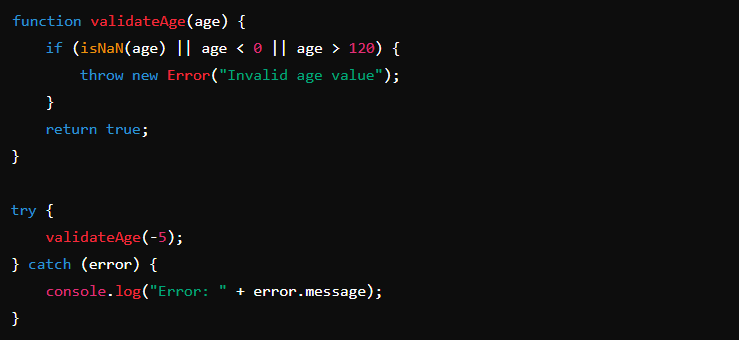 function validateAge(age) {
    if (isNaN(age) || age < 0 || age > 120) {
        throw new Error("Invalid age value");
    }
    return true;
}

try {
    validateAge(-5);
} catch (error) {
    console.log("Error: " + error.message);
}